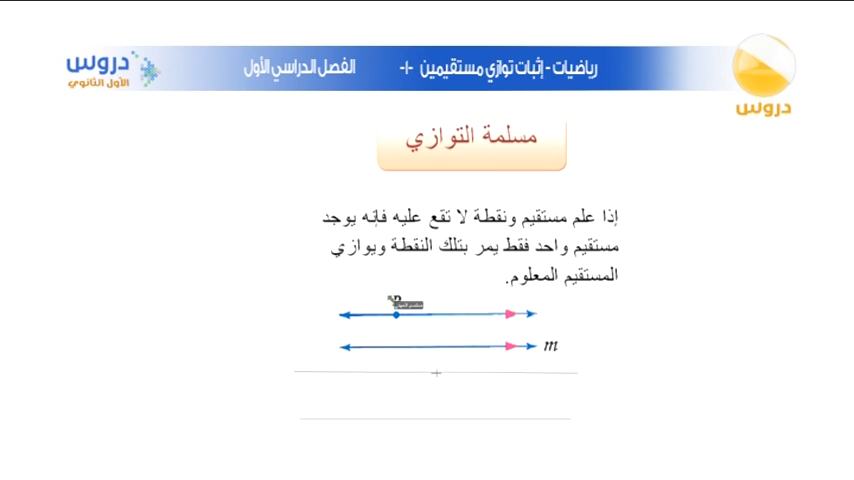 دروس
الأول الثانوي
رياضيات - إثبات توازي مستقيمين -١- الفصل الدراسي الأول
دروس
مسلمة التوازي
إذا علم مستقيم ونقطة لا تقع عليه فإنه يوجد
مستقيم واحد فقط يمر بتلك النقطة ويوازي
المستقيم المعلوم.
m